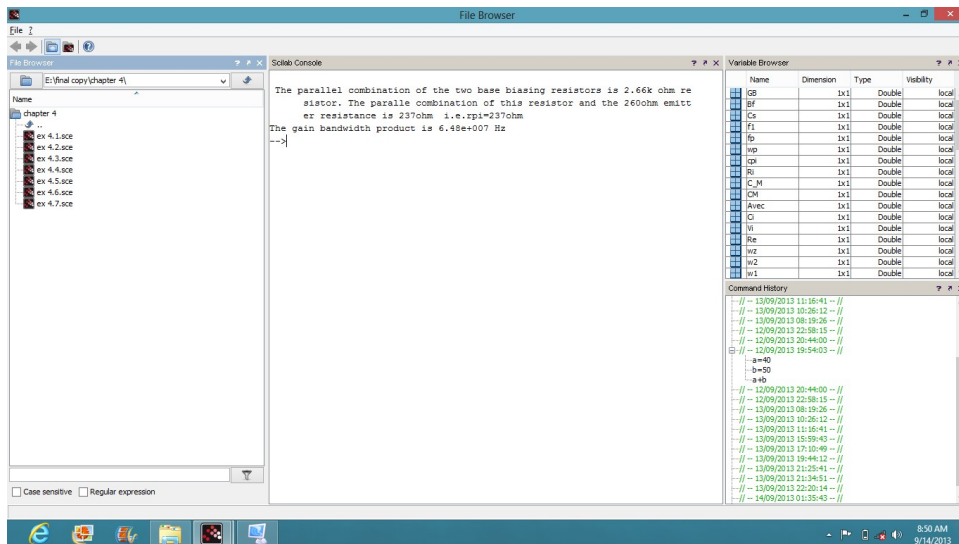 File Browser
File ?
File Browser ? ↗ X
E:\final copy\chapter 4\
Name
chapter 4
..
ex 4.1.sce
ex 4.2.sce
ex 4.3.sce
ex 4.4.sce
ex 4.5.sce
ex 4.6.sce
ex 4.7.sce
Case sensitive
Regular expression
Scilab Console ? ↗ X
The parallel combination of the two base biasing resistors is 2.66k ohm re
sistor. The paralle combination of this resistor and the 260ohm emitt
er resistance is 237ohm i.e.rpi=237ohm
The gain bandwidth product is 6.48e+007 Hz
-->
Variable Browser ? ↗
Name Dimension Type Visibility
GB 1x1 Double local
Bf 1x1 Double local
Cs 1x1 Double local
f1 1x1 Double local
fp 1x1 Double local
wp 1x1 Double local
cpi 1x1 Double local
Ri 1x1 Double local
C_M 1x1 Double local
CM 1x1 Double local
Avec 1x1 Double local
Ci 1x1 Double local
Vi 1x1 Double local
Re 1x1 Double local
wz 1x1 Double local
w2 1x1 Double local
w1 1x1 Double local
Command History ? ↗
// -- 13/09/2013 11:16:41 -- //
// -- 13/09/2013 10:26:12 -- //
// -- 13/09/2013 08:19:26 -- //
// -- 12/09/2013 22:58:15 -- //
// -- 12/09/2013 20:44:00 -- //
// -- 12/09/2013 19:54:03 -- //
a=40
b=50
a+b
// -- 12/09/2013 20:44:00 -- //
// -- 12/09/2013 22:58:15 -- //
// -- 13/09/2013 08:19:26 -- //
// -- 13/09/2013 10:26:12 -- //
// -- 13/09/2013 11:16:41 -- //
// -- 13/09/2013 15:59:43 -- //
// -- 13/09/2013 17:10:49 -- //
// -- 13/09/2013 19:44:12 -- //
// -- 13/09/2013 21:25:41 -- //
// -- 13/09/2013 21:34:51 -- //
// -- 13/09/2013 22:20:14 -- //
// -- 14/09/2013 01:35:43 -- //
8:50 AM
9/14/2013